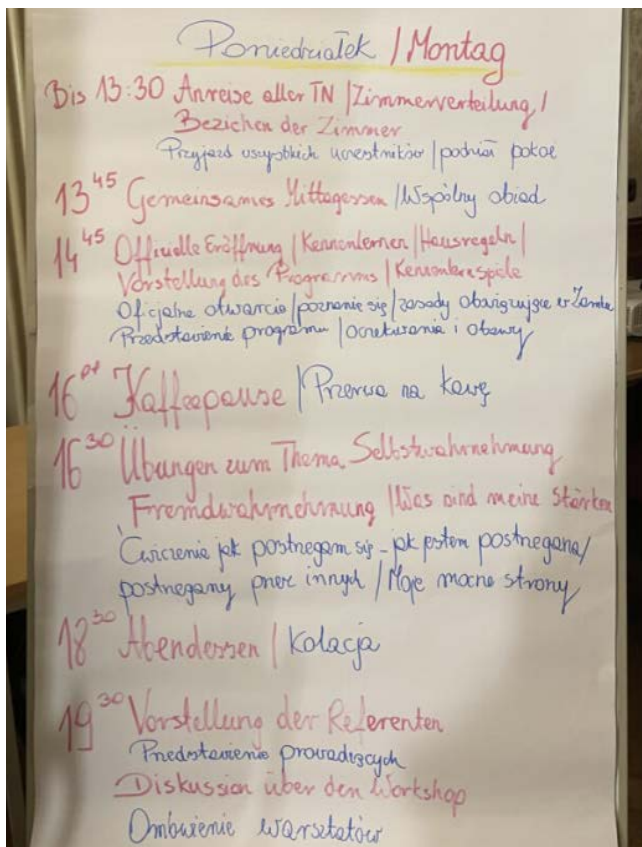 Poniedziałek / Montag
Bis 13:30 Anreise aller TN / Zimmerverteilung /
Beziehen der Zimmer
Przyjazd wszystkich uczestników / podział pokoi
13 45 Gemeinsames Mittagessen / Wspólny obiad
14 45 Officielle Eröffnung / Kennenlernen / Hausregeln /
Vorstellung des Programms / Kennenlernspiele
Oficjalne otwarcie / poznanie się / zasady obowiązujące w Zamku
Przedstawienie programu / Oczekiwania i obawy
16 Kaffeepause / Przerwa na kawę
16 30 Übungen zum Thema Selbstwahrnehmung
Fremdwahrnehmung / Was sind meine Stärken
Ćwiczenia jak postrzegam się - jak jestem postrzegana /
postrzegany przez innych / Moje mocne strony
18 30 Abendessen / Kolacja
19 30 Vorstellung der Referenten
Przedstawienie prowadzących
Diskussion über den Workshop
Omówienie warsztatów